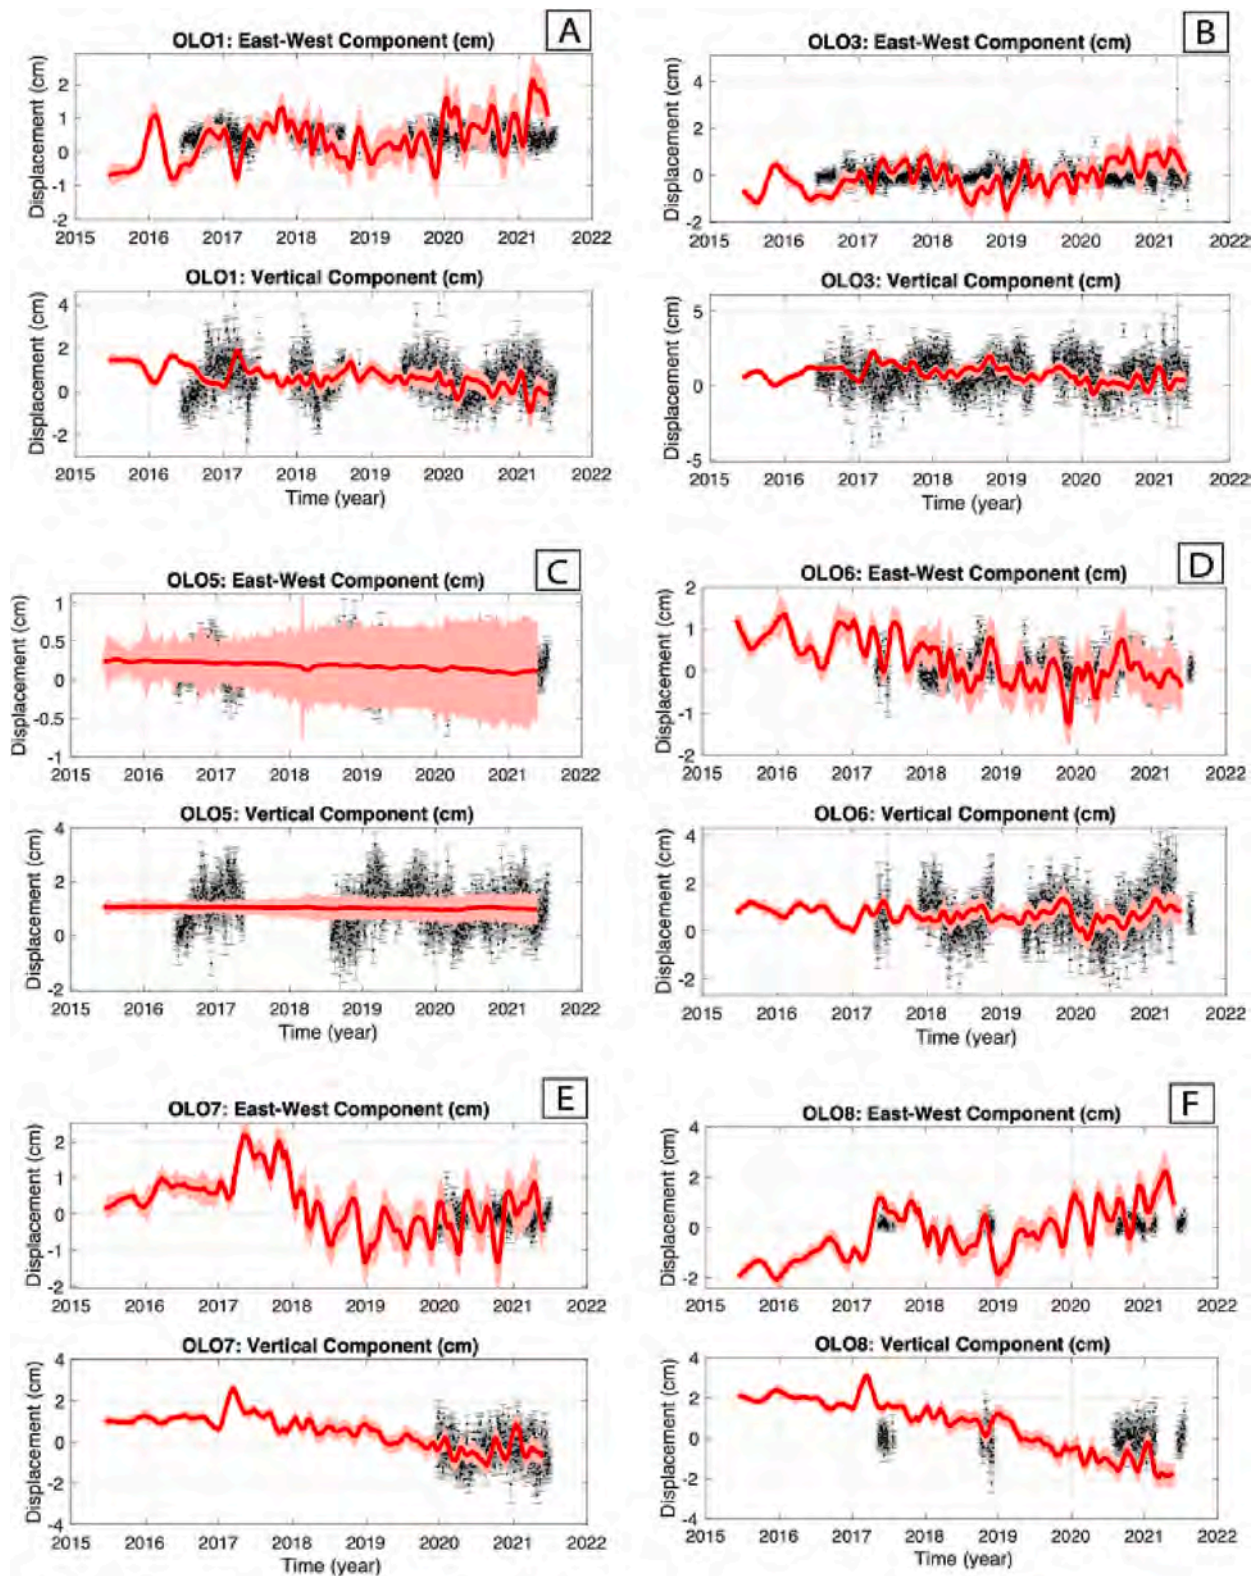 A
OLO1: East-West Component (cm)
Displacement (cm)
2
1
0
-1
-2
2015 2016 2017 2018 2019 2020 2021 2022
OLO1: Vertical Component (cm)
Displacement (cm)
4
2
0
-2
2015 2016 2017 2018 2019 2020 2021 2022
Time (year)
B
OLO3: East-West Component (cm)
Displacement (cm)
4
2
0
-2
2015 2016 2017 2018 2019 2020 2021 2022
OLO3: Vertical Component (cm)
Displacement (cm)
5
0
-5
2015 2016 2017 2018 2019 2020 2021 2022
Time (year)
C
OLO5: East-West Component (cm)
Displacement (cm)
1
0.5
0
-0.5
-1
2015 2016 2017 2018 2019 2020 2021 2022
OLO5: Vertical Component (cm)
Displacement (cm)
4
2
0
-2
2015 2016 2017 2018 2019 2020 2021 2022
Time (year)
D
OLO6: East-West Component (cm)
Displacement (cm)
2
1
0
-1
-2
2015 2016 2017 2018 2019 2020 2021 2022
OLO6: Vertical Component (cm)
Displacement (cm)
4
2
0
-2
2015 2016 2017 2018 2019 2020 2021 2022
Time (year)
E
OLO7: East-West Component (cm)
Displacement (cm)
2
1
0
-1
-2
2015 2016 2017 2018 2019 2020 2021 2022
OLO7: Vertical Component (cm)
Displacement (cm)
4
2
0
-2
-4
2015 2016 2017 2018 2019 2020 2021 2022
Time (year)
F
OLO8: East-West Component (cm)
Displacement (cm)
4
2
0
-2
2015 2016 2017 2018 2019 2020 2021 2022
OLO8: Vertical Component (cm)
Displacement (cm)
4
2
0
-2
-4
2015 2016 2017 2018 2019 2020 2021 2022
Time (year)